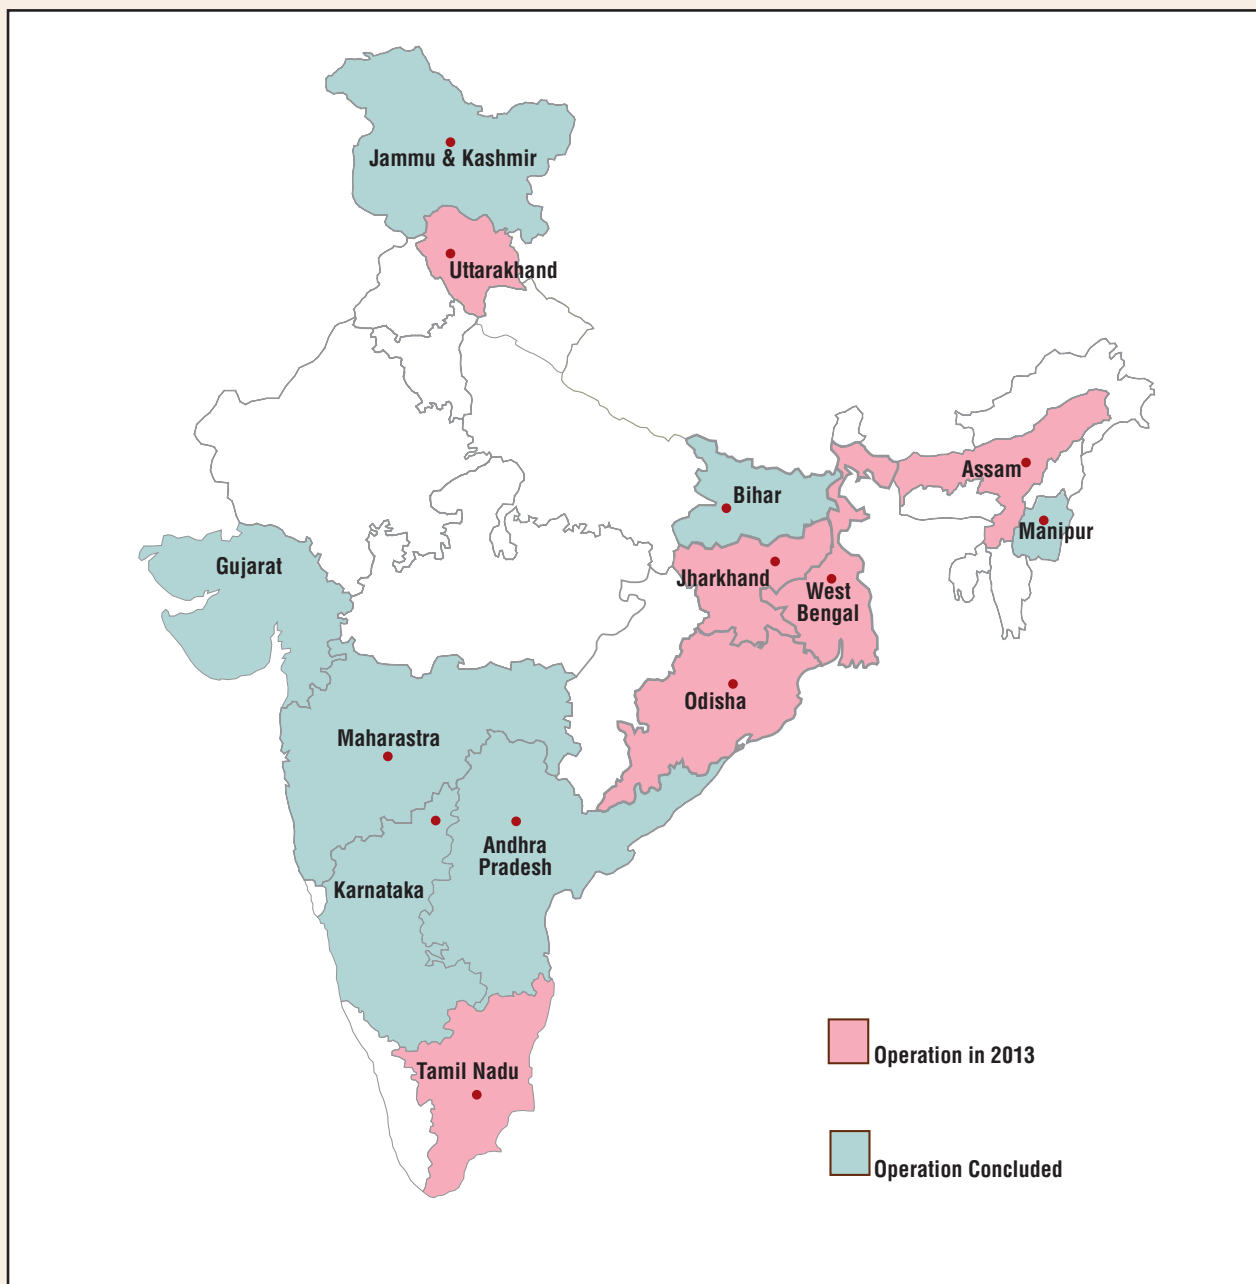 Jammu & Kashmir
Uttarakhand
Assam
Bihar
Manipur
Gujarat
Jharkhand
West
Bengal
Odisha
Maharastra
Andhra
Pradesh
Karnataka
Tamil Nadu
Operation in 2013
Operation Concluded